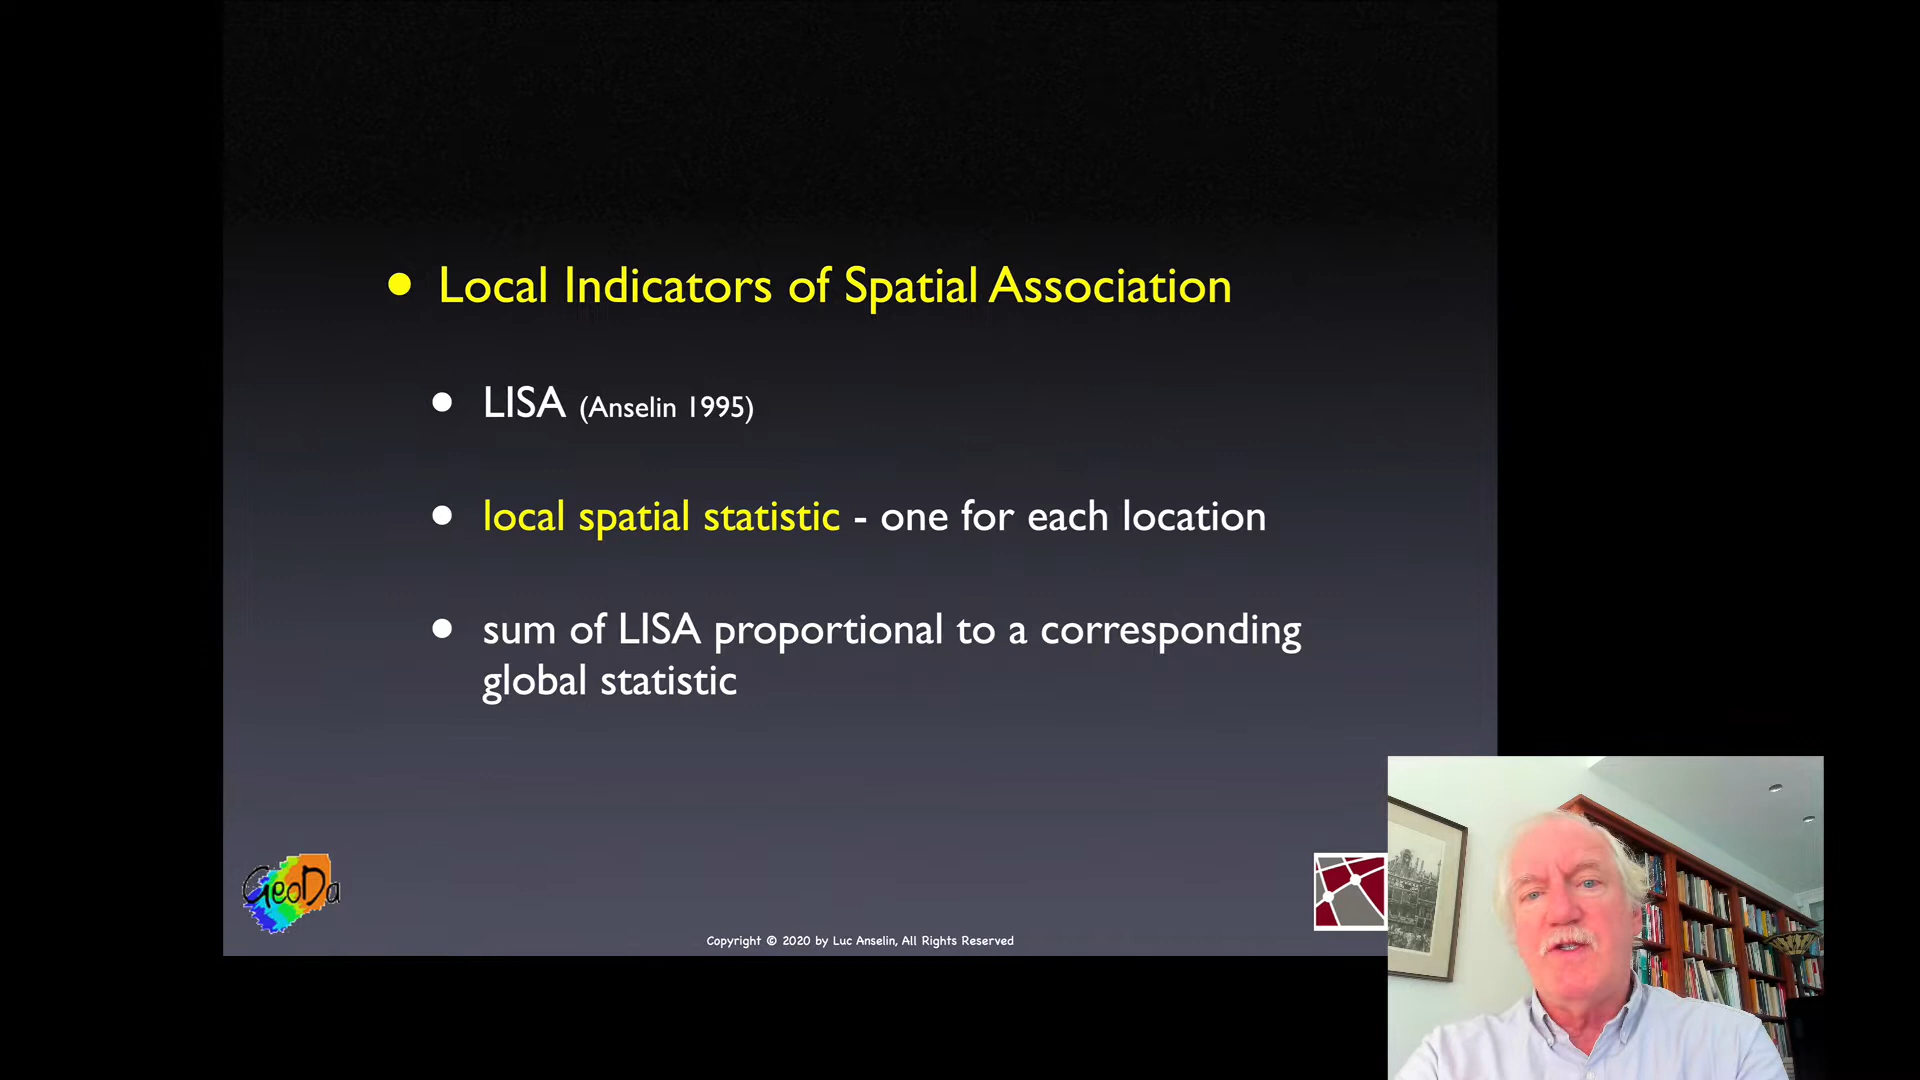 Local Indicators of Spatial Association
LISA (Anselin 1995)
local spatial statistic - one for each location
sum of LISA proportional to a corresponding
global statistic
GeoDa
Copyright © 2020 by Luc Anselin, All Rights Reserved